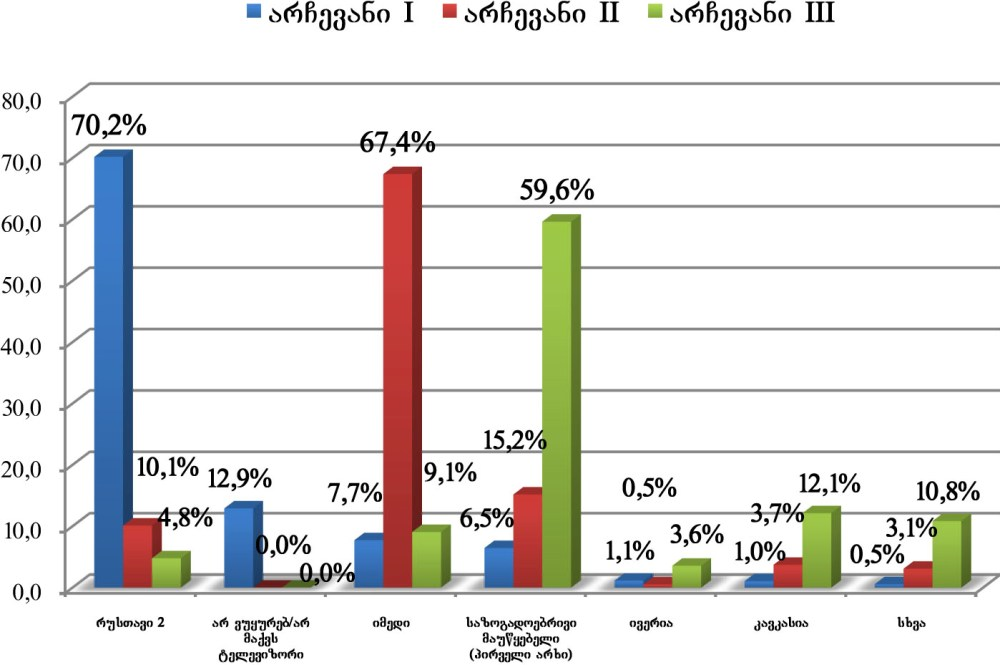 არჩევანი I არჩევანი II არჩევანი III
80,0
70,0
60,0
50,0
40,0
30,0
20,0
10,0
0,0
70,2%
10,1%
4,8%
12,9%
0,0%
0,0%
7,7%
67,4%
9,1%
6,5%
15,2%
59,6%
1,1%
0,5%
3,6%
1,0%
3,7%
12,1%
0,5%
3,1%
10,8%
რუსთავი 2
არ ვუყურებ/არ
მაქვს
ტელევიზორი
იმედი
საზოგადოებრივი
მაუწყებელი
(პირველი არხი)
ივერია
კავკასია
სხვა